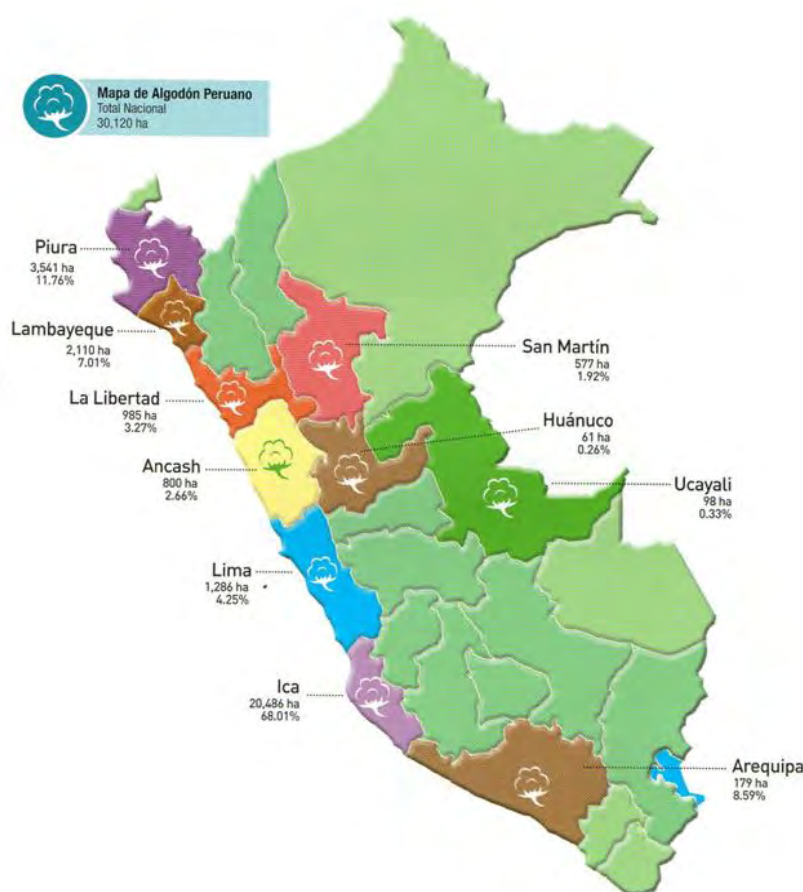 Mapa de Algodón Peruano
Total Nacional
30,120 ha
Piura
3,541 ha
11.76%
Lambayeque
2,110 ha
7.01%
La Libertad
985 ha
3.27%
Ancash
800 ha
2.66%
Lima
1,286 ha
4.25%
Ica
20,486 ha
68.01%
San Martín
577 ha
1.92%
Huánuco
61 ha
0.26%
Ucayali
98 ha
0.33%
Arequipa
179 ha
8.59%